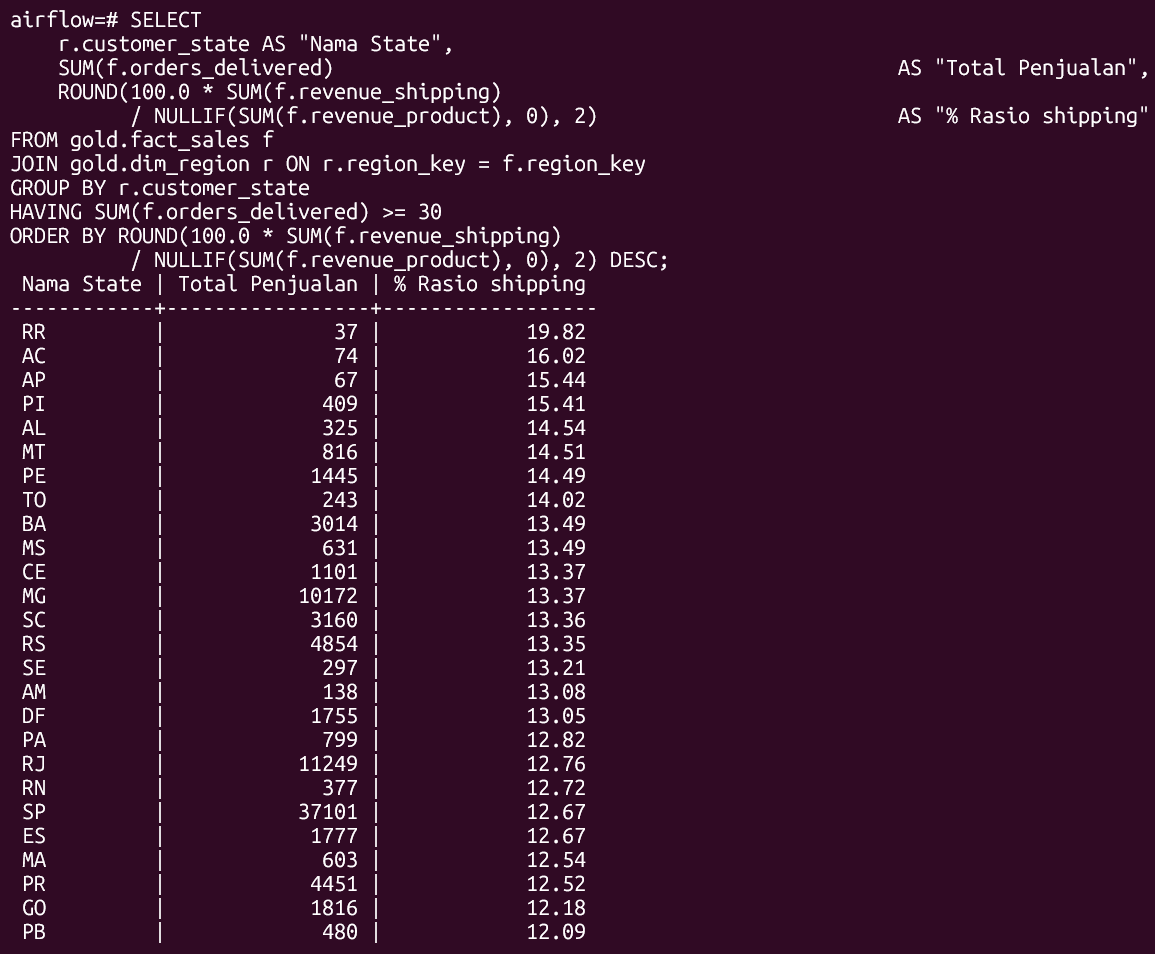 airflow=# SELECT
    r.customer_state AS "Nama State",
    SUM(f.orders_delivered)                                               AS "Total Penjualan",
    ROUND(100.0 * SUM(f.revenue_shipping)
          / NULLIF(SUM(f.revenue_product), 0), 2)                         AS "% Rasio shipping"
FROM gold.fact_sales f
JOIN gold.dim_region r ON r.region_key = f.region_key
GROUP BY r.customer_state
HAVING SUM(f.orders_delivered) >= 30
ORDER BY ROUND(100.0 * SUM(f.revenue_shipping)
          / NULLIF(SUM(f.revenue_product), 0), 2) DESC;
 Nama State | Total Penjualan | % Rasio shipping
------------+-----------------+------------------
 RR         |              37 |            19.82
 AC         |              74 |            16.02
 AP         |              67 |            15.44
 PI         |             409 |            15.41
 AL         |             325 |            14.54
 MT         |             816 |            14.51
 PE         |            1445 |            14.49
 TO         |             243 |            14.02
 BA         |            3014 |            13.49
 MS         |             631 |            13.49
 CE         |            1101 |            13.37
 MG         |           10172 |            13.37
 SC         |            3160 |            13.36
 RS         |            4854 |            13.35
 SE         |             297 |            13.21
 AM         |             138 |            13.08
 DF         |            1755 |            13.05
 PA         |             799 |            12.82
 RJ         |           11249 |            12.76
 RN         |             377 |            12.72
 SP         |           37101 |            12.67
 ES         |            1777 |            12.67
 MA         |             603 |            12.54
 PR         |            4451 |            12.52
 GO         |            1816 |            12.18
 PB         |             480 |            12.09